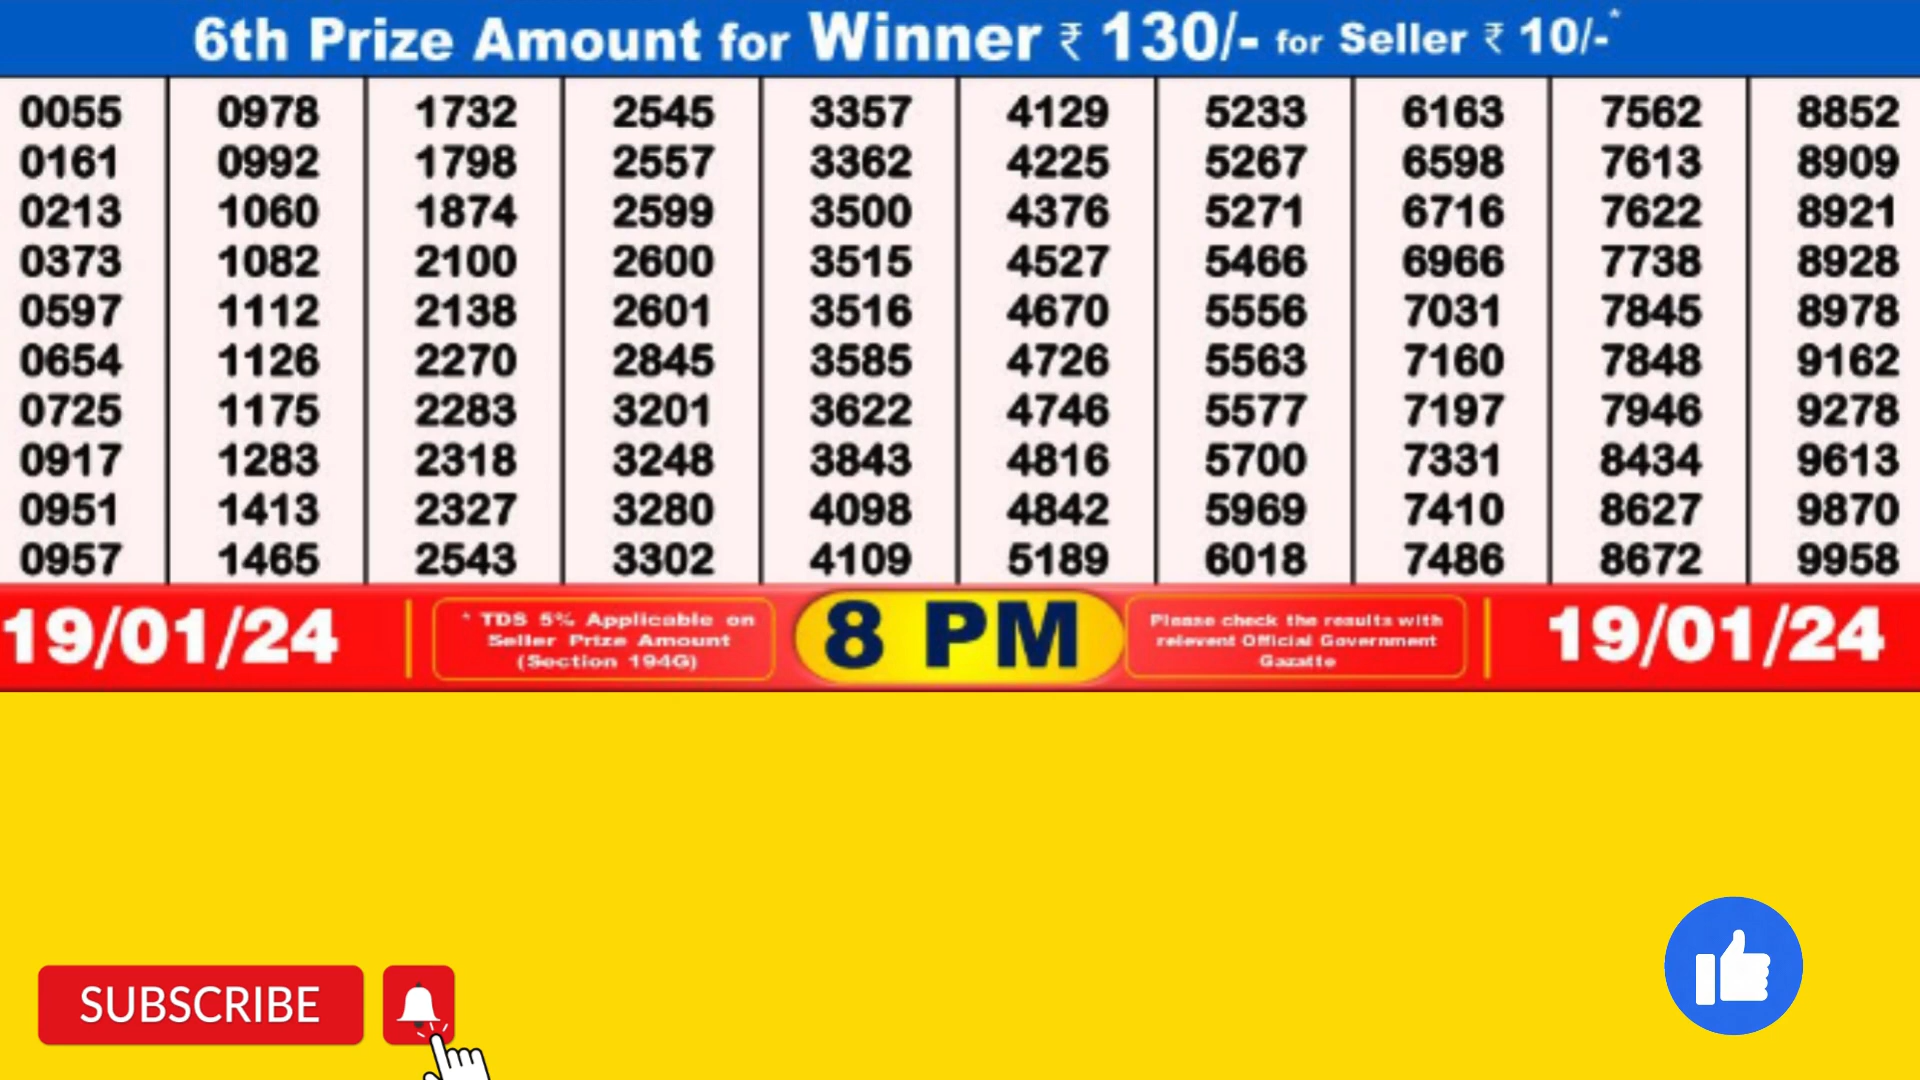 6th Prize Amount for Winner ₹ 130/- for Seller ₹ 10/-*
0055 0978 1732 2545 3357 4129 5233 6163 7562 8852
0161 0992 1798 2557 3362 4225 5267 6598 7613 8909
0213 1060 1874 2599 3500 4376 5271 6716 7622 8921
0373 1082 2100 2600 3515 4527 5466 6966 7738 8928
0597 1112 2138 2601 3516 4670 5556 7031 7845 8978
0654 1126 2270 2845 3585 4726 5563 7160 7848 9162
0725 1175 2283 3201 3622 4746 5577 7197 7946 9278
0917 1283 2318 3248 3843 4816 5700 7331 8434 9613
0951 1413 2327 3280 4098 4842 5969 7410 8627 9870
0957 1465 2543 3302 4109 5189 6018 7486 8672 9958
19/01/24
* TDS 5% Applicable on
Seller Prize Amount
(Section 194G)
8 PM
Please check the results with
relevent Official Government
Gazatte
19/01/24
SUBSCRIBE